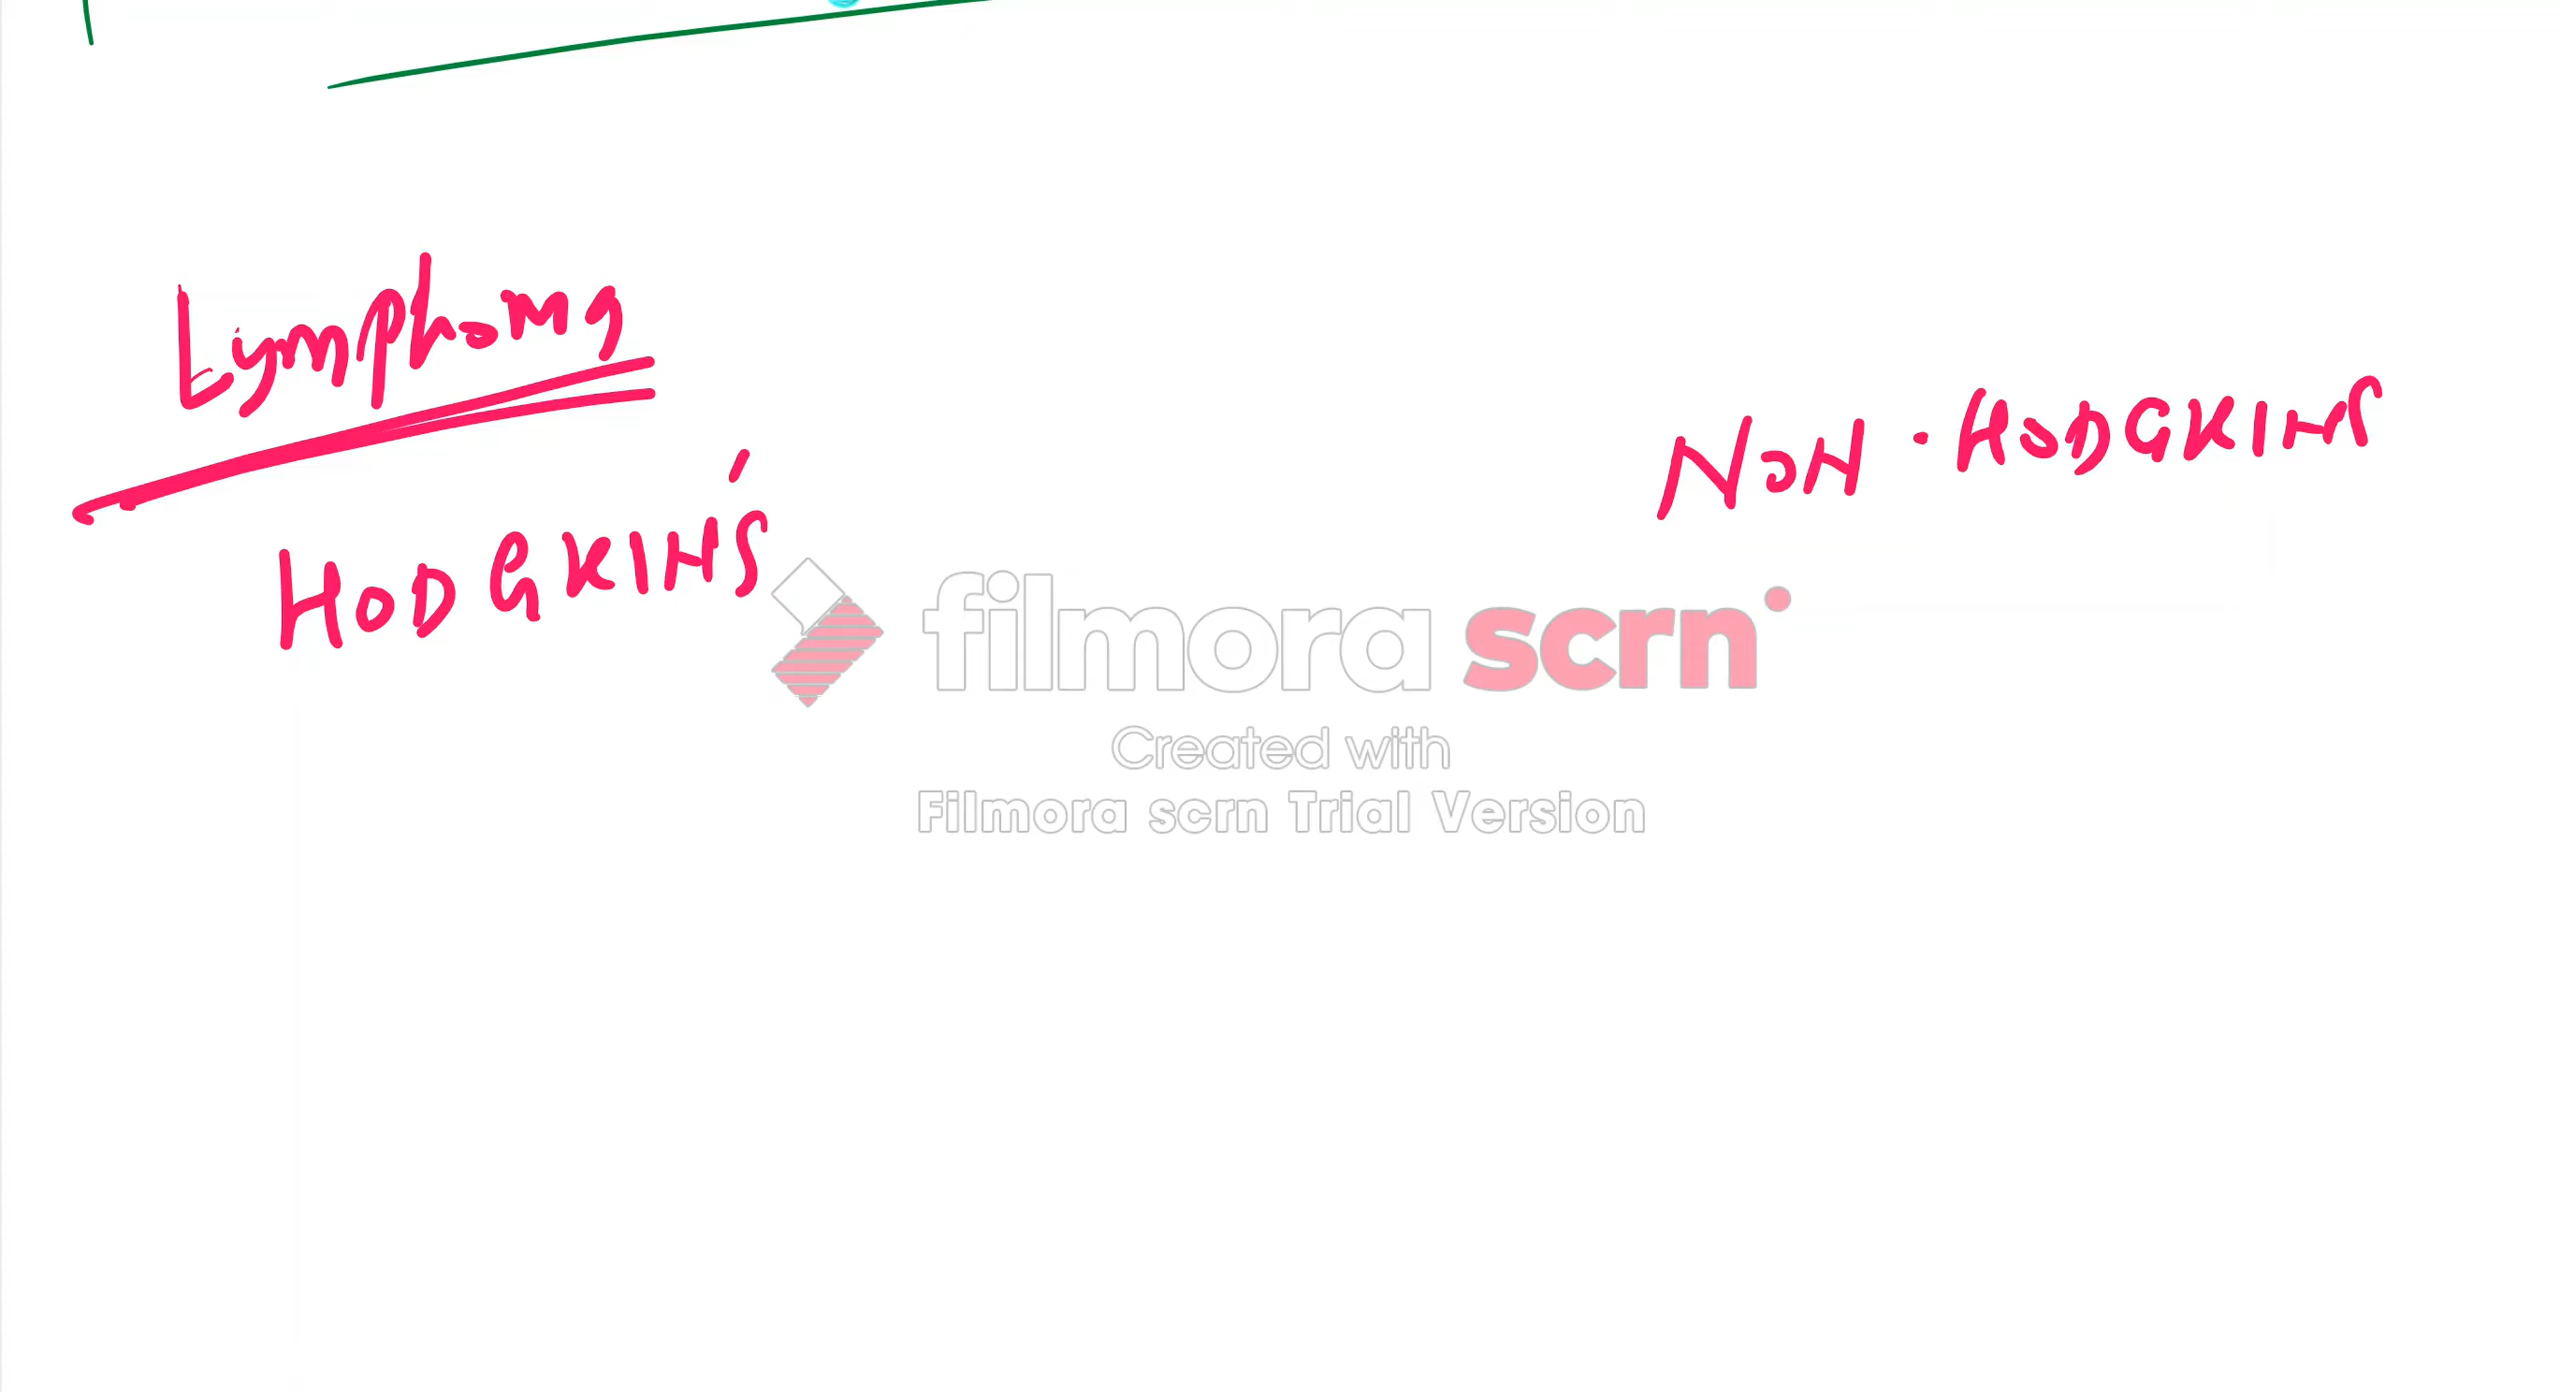 Lymphoma
NON-HODGKINS
HODGKIN'S
filmora scrn
Created with
Filmora scrn Trial Version